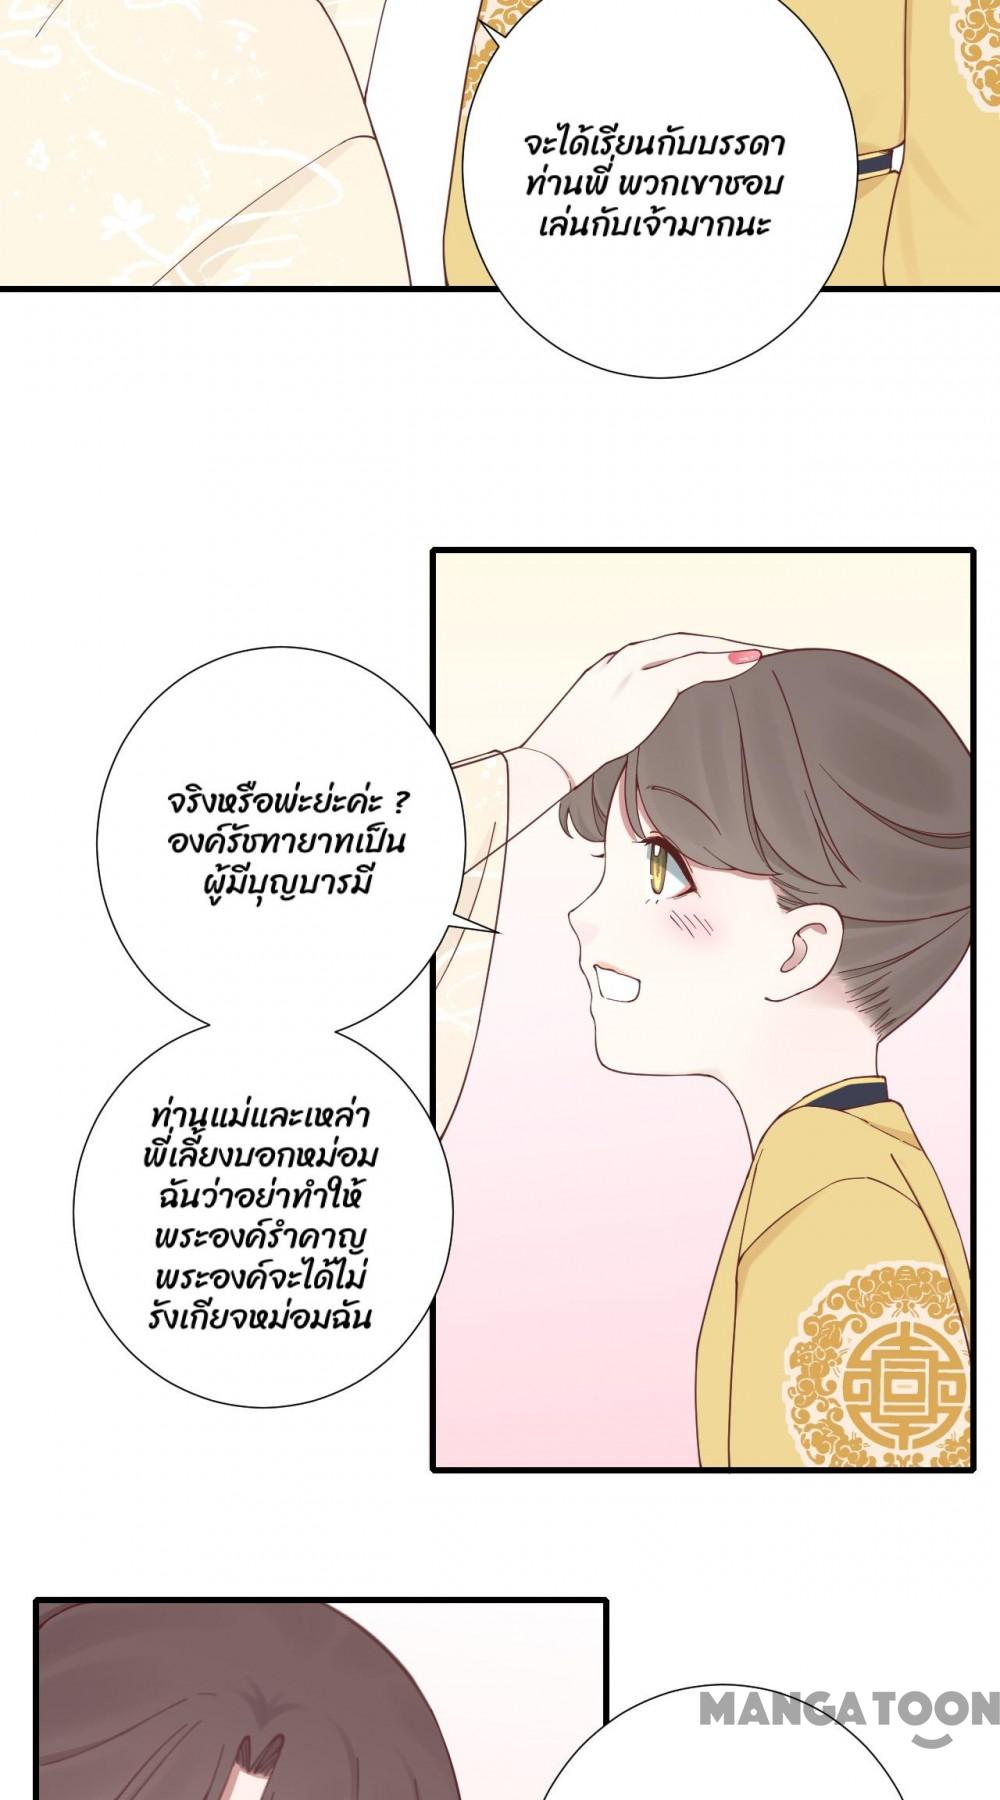 จะได้เรียนกับบรรดา
ท่านพี่ พวกเขาชอบ
เล่นกับเจ้ามากนะ
จริงหรือพ่ะย่ะค่ะ ?
องค์รัชทายาทเป็น
ผู้มีบุญบารมี
ท่านแม่และเหล่า
พี่เลี้ยงบอกหม่อม
ฉันว่าอย่าทำให้
พระองค์รำคาญ
พระองค์จะได้ไม่
รังเกียจหม่อมฉัน
MANGATOON